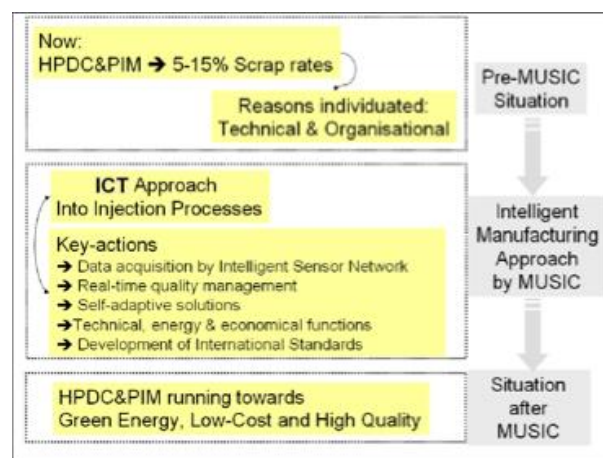 Now:
HPDC&PIM ➔ 5-15% Scrap rates
Reasons individuated:
Technical & Organisational
Pre-MUSIC
Situation
ICT Approach
Into Injection Processes
Key-actions
➔ Data acquisition by Intelligent Sensor Network
➔ Real-time quality management
➔ Self-adaptive solutions
➔Technical, energy & economical functions
➔ Development of International Standards
Intelligent
Manufacturing
Approach
by MUSIC
HPDC&PIM running towards
Green Energy, Low-Cost and High Quality
Situation
after
MUSIC